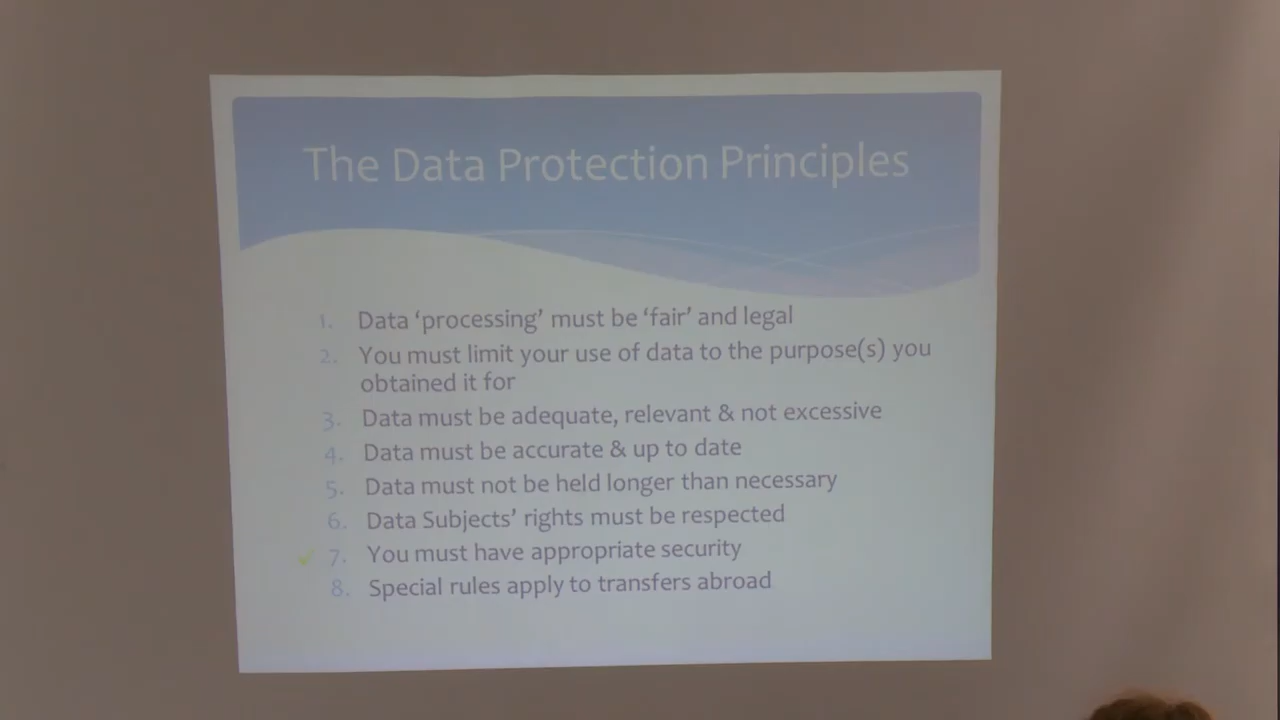 The Data Protection Principles
1. Data ‘processing’ must be ‘fair’ and legal
2. You must limit your use of data to the purpose(s) you
obtained it for
3. Data must be adequate, relevant & not excessive
4. Data must be accurate & up to date
5. Data must not be held longer than necessary
6. Data Subjects’ rights must be respected
7. You must have appropriate security
8. Special rules apply to transfers abroad